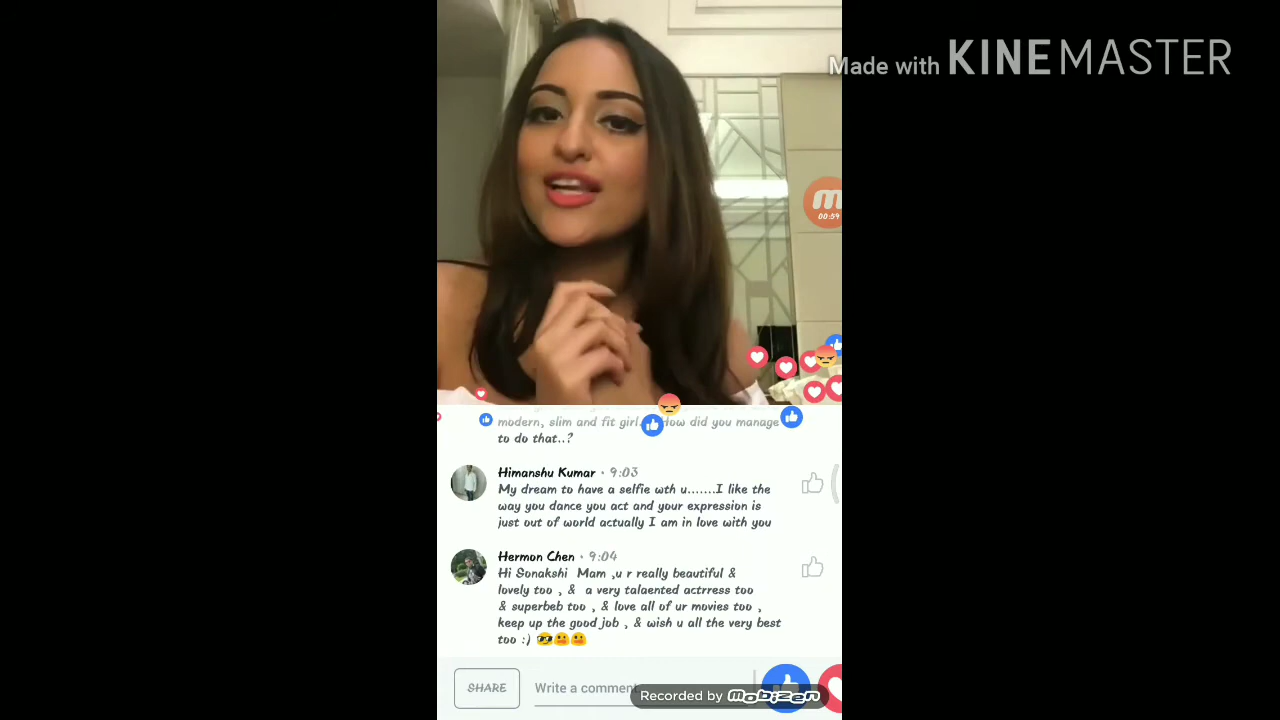 Made with KINEMASTER
00:59
modern, slim and fit girl. How did you manage
to do that..?
Himanshu Kumar • 9:03
My dream to have a selfie wth u.......I like the
way you dance you act and your expression is
just out of world actually I am in love with you
Hermon Chen • 9:04
Hi Sonakshi Mam ,u r really beautiful &
lovely too , & a very talaented actrress too
& superbeb too , & love all of ur movies too ,
keep up the good job , & wish u all the very best
too :) 😎😮😮
SHARE
Write a comment
Recorded by mobizen